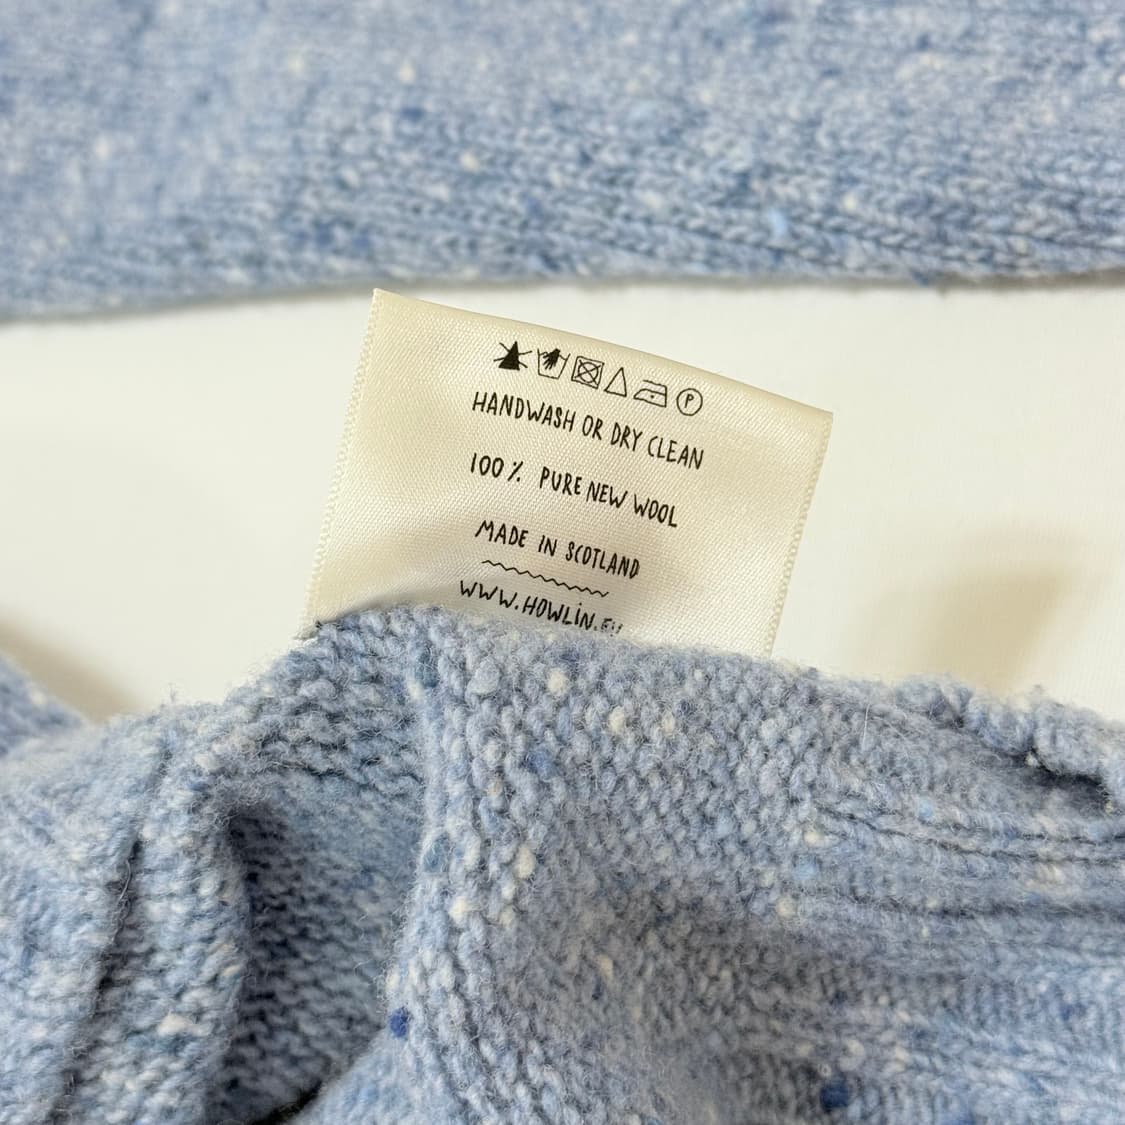 P
HANDWASH OR DRY CLEAN
100% PURE NEW WOOL
MADE IN SCOTLAND
WWW.HOWLIN.EU